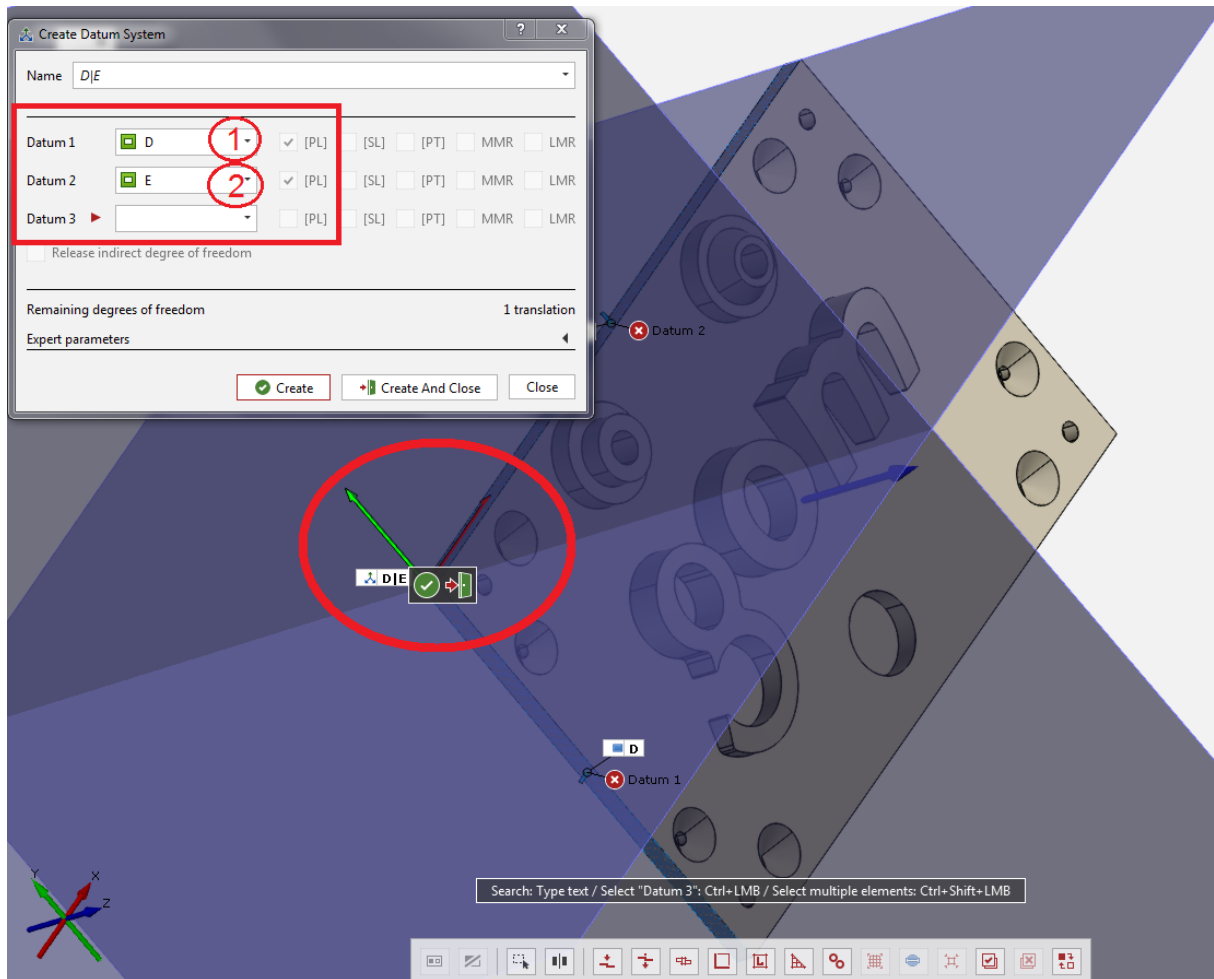 Create Datum System
? X
Name D|E
Datum 1 D 1 [PL] [SL] [PT] MMR LMR
Datum 2 E 2 [PL] [SL] [PT] MMR LMR
Datum 3 [PL] [SL] [PT] MMR LMR
Release indirect degree of freedom
Remaining degrees of freedom 1 translation
Expert parameters
Create Create And Close Close
Datum 2
gom
D|E
D
Datum 1
Y X
Z
Search: Type text / Select "Datum 3": Ctrl+LMB / Select multiple elements: Ctrl+Shift+LMB